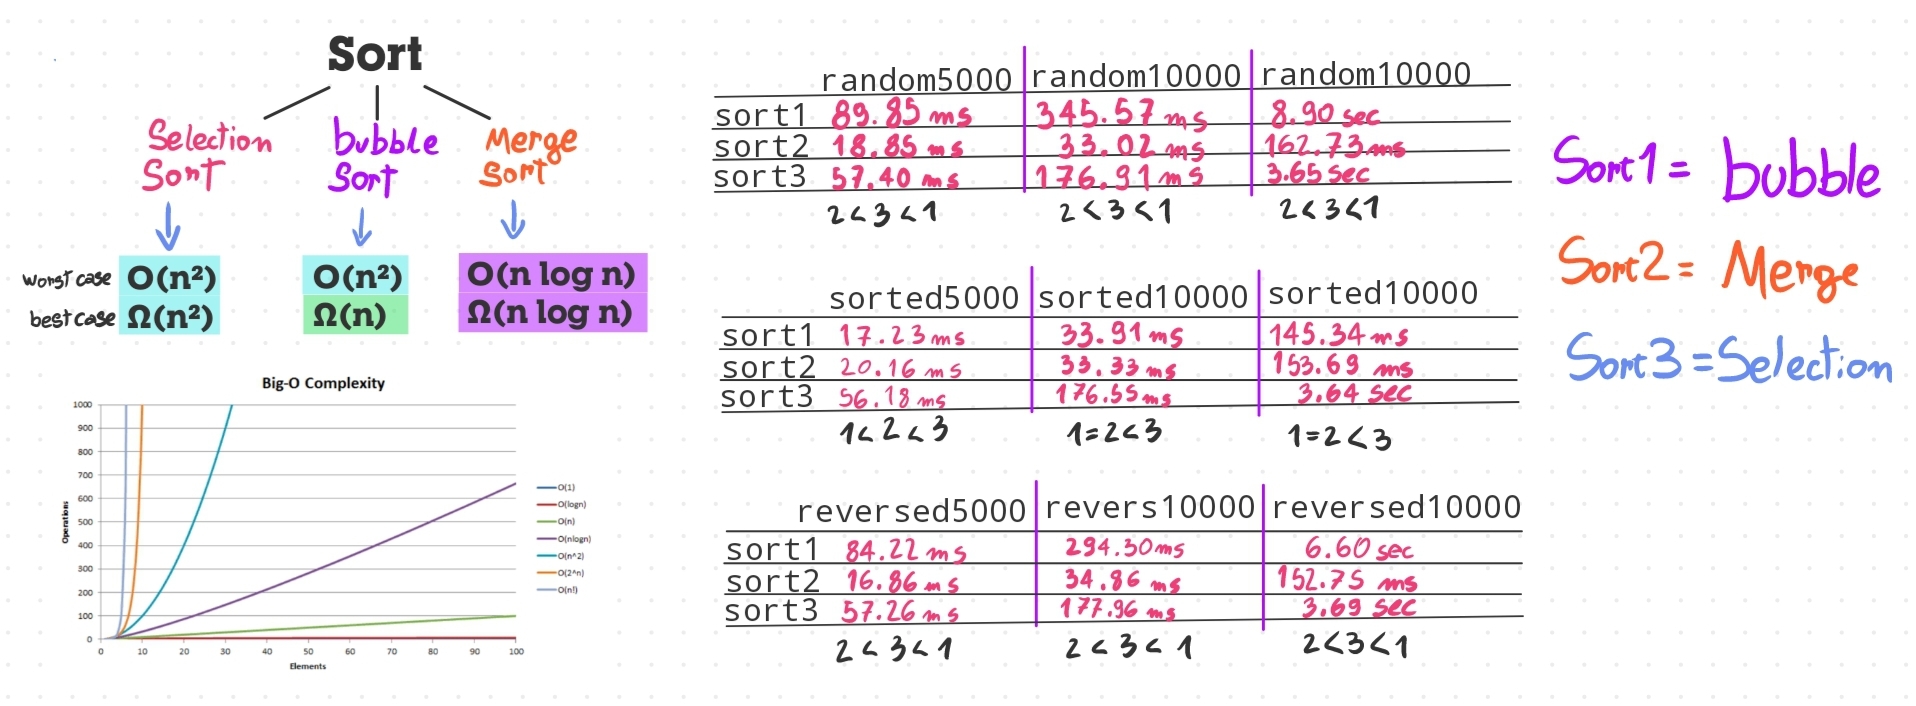 Sort
Selection Sort
bubble Sort
Merge Sort
worst case O(n²) O(n²) O(n log n)
best case Ω(n²) Ω(n) Ω(n log n)
Big-O Complexity
1000
900
800
700
600
500
400
300
200
100
0
Operations
0 10 20 30 40 50 60 70 80 90 100
Elements
O(1)
O(logn)
O(n)
O(nlogn)
O(n^2)
O(2^n)
O(n!)
random5000 random10000 random10000
sort1 89.85 ms 345.57 ms 8.90 sec
sort2 18.85 ms 33.02 ms 162.73 ms
sort3 57.40 ms 176.91 ms 3.65 sec
2<3<1 2<3<1 2<3<1
sorted5000 sorted10000 sorted10000
sort1 17.23 ms 33.91 ms 145.34 ms
sort2 20.16 ms 33.33 ms 153.69 ms
sort3 56.18 ms 176.55 ms 3.64 sec
1<2<3 1=2<3 1=2<3
reversed5000 revers10000 reversed10000
sort1 84.22 ms 294.30 ms 6.60 sec
sort2 16.86 ms 34.86 ms 152.75 ms
sort3 57.26 ms 177.96 ms 3.69 sec
2<3<1 2<3<1 2<3<1
Sort1 = bubble
Sort2 = Merge
Sort3 = Selection